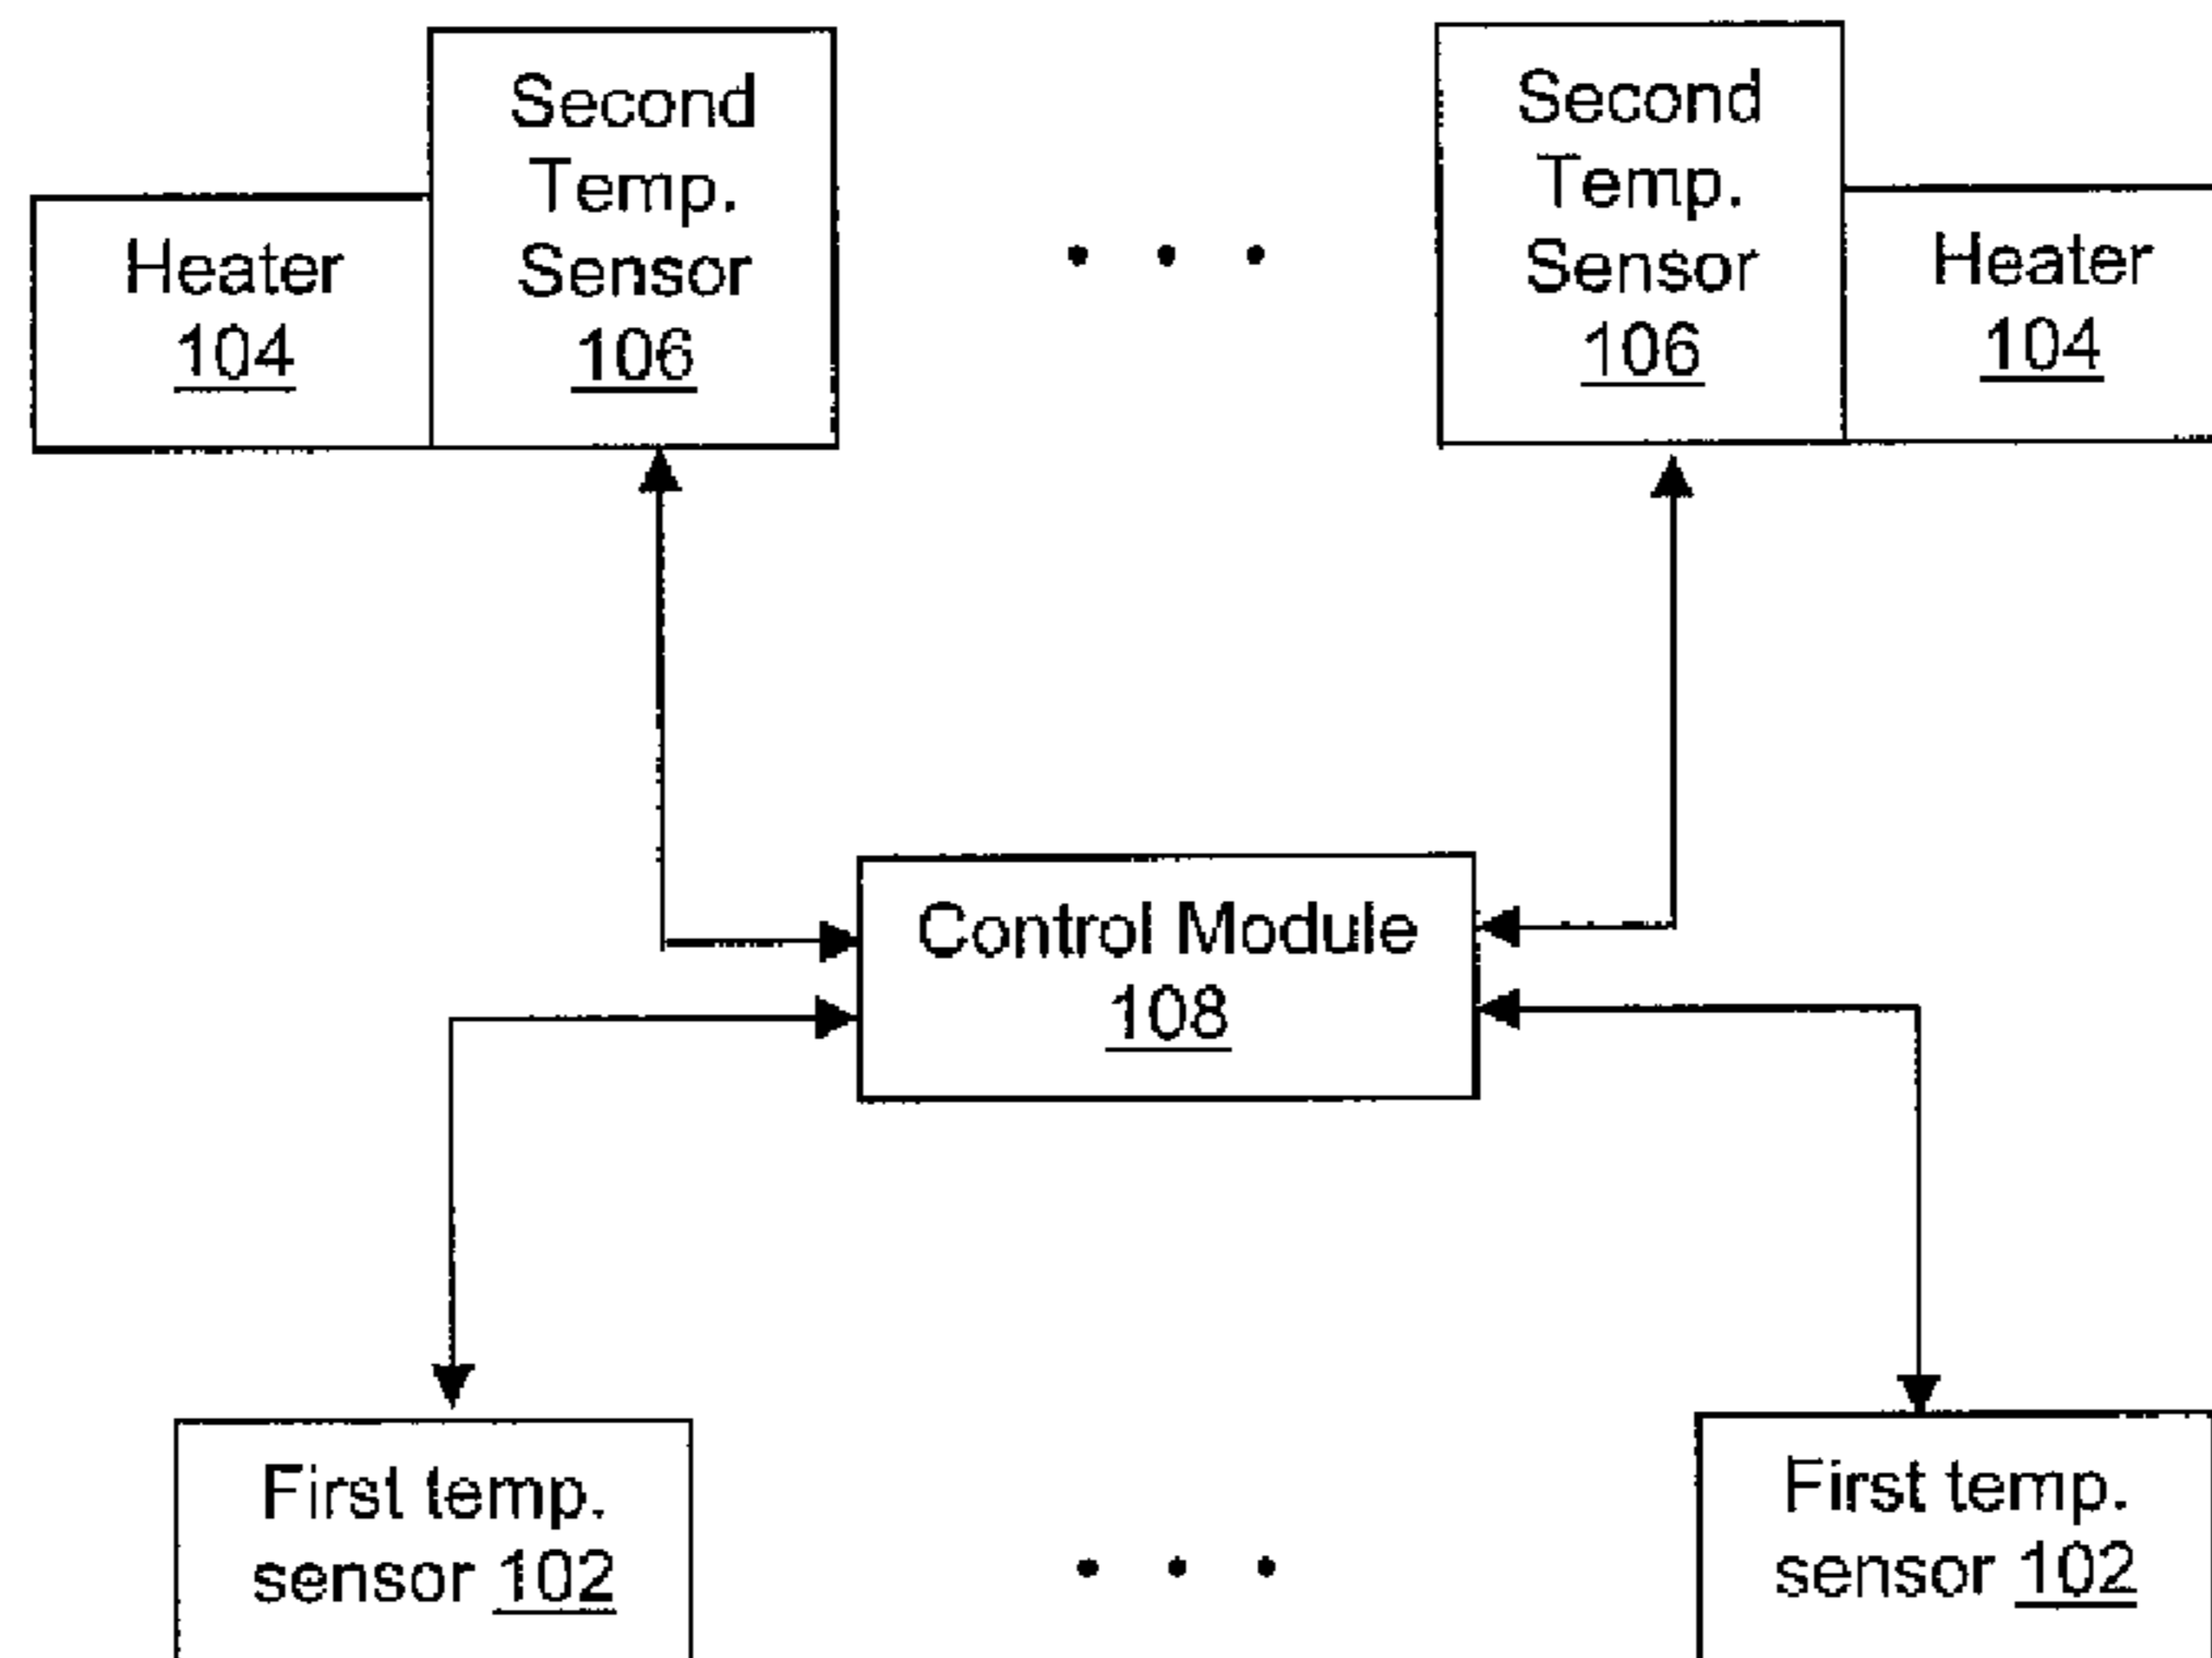 Second
Temp.
Sensor
106
Heater
104
Second
Temp.
Sensor
106
Heater
104
Control Module
108
First temp.
sensor 102
First temp.
sensor 102